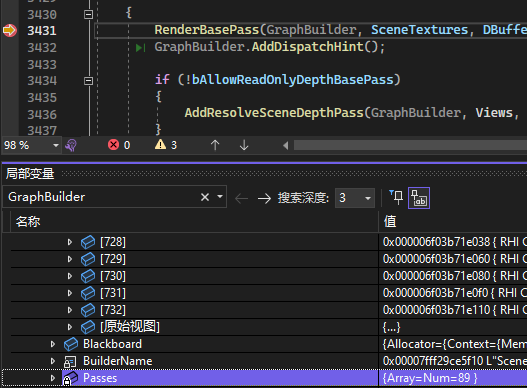 3430 {
3431 RenderBasePass(GraphBuilder, SceneTextures, DBuffe
3432 GraphBuilder.AddDispatchHint();
3433
3434 if (!bAllowReadOnlyDepthBasePass)
3435 {
3436 AddResolveSceneDepthPass(GraphBuilder, Views,
3437 }
98 % 0 3
局部变量
GraphBuilder 搜索深度: 3
名称 值
[728] 0x000006f03b71e038 { RHI C
[729] 0x000006f03b71e060 { RHI C
[730] 0x000006f03b71e080 { RHI C
[731] 0x000006f03b71e0f0 { RHI C
[732] 0x000006f03b71e110 { RHI C
[原始视图] {...}
Blackboard {Allocator={Context={Mem
BuilderName 0x00007fff29ce5f10 L"Scene
Passes {Array=Num=89 }